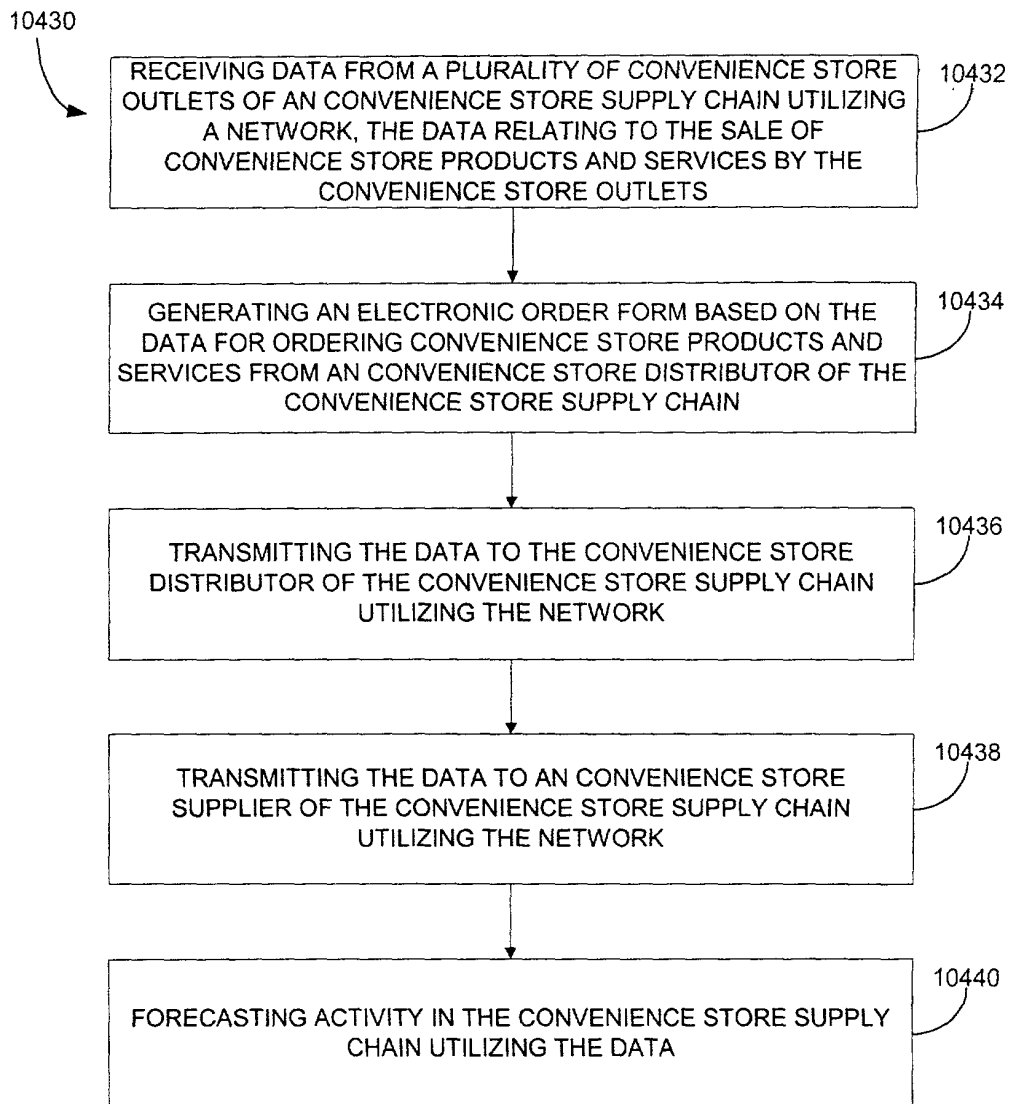 10430
RECEIVING DATA FROM A PLURALITY OF CONVENIENCE STORE
OUTLETS OF AN CONVENIENCE STORE SUPPLY CHAIN UTILIZING
A NETWORK, THE DATA RELATING TO THE SALE OF
CONVENIENCE STORE PRODUCTS AND SERVICES BY THE
CONVENIENCE STORE OUTLETS
10432
GENERATING AN ELECTRONIC ORDER FORM BASED ON THE
DATA FOR ORDERING CONVENIENCE STORE PRODUCTS AND
SERVICES FROM AN CONVENIENCE STORE DISTRIBUTOR OF THE
CONVENIENCE STORE SUPPLY CHAIN
10434
TRANSMITTING THE DATA TO THE CONVENIENCE STORE
DISTRIBUTOR OF THE CONVENIENCE STORE SUPPLY CHAIN
UTILIZING THE NETWORK
10436
TRANSMITTING THE DATA TO AN CONVENIENCE STORE
SUPPLIER OF THE CONVENIENCE STORE SUPPLY CHAIN
UTILIZING THE NETWORK
10438
FORECASTING ACTIVITY IN THE CONVENIENCE STORE SUPPLY
CHAIN UTILIZING THE DATA
10440